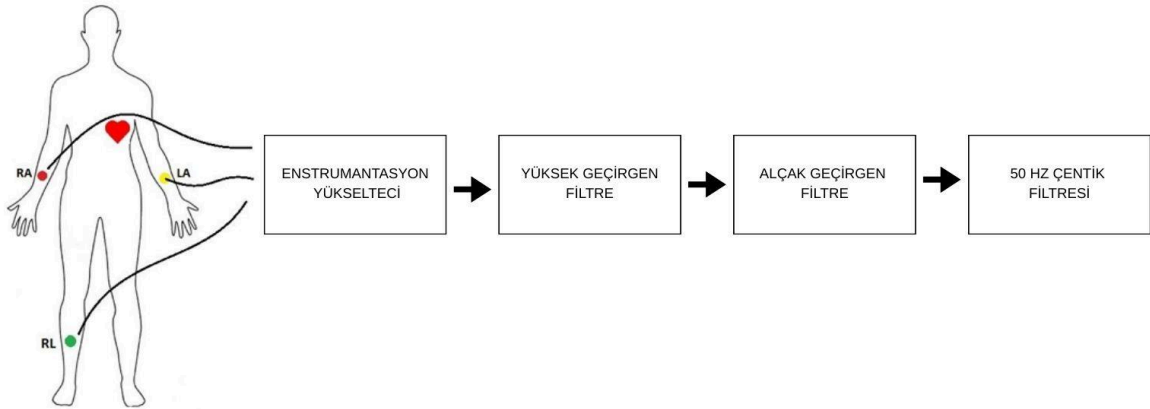 RA
LA
RL
ENSTRUMANTASYON
YÜKSELTECİ
YÜKSEK GEÇİRGEN
FİLTRE
ALÇAK GEÇİRGEN
FİLTRE
50 HZ ÇENTİK
FİLTRESİ